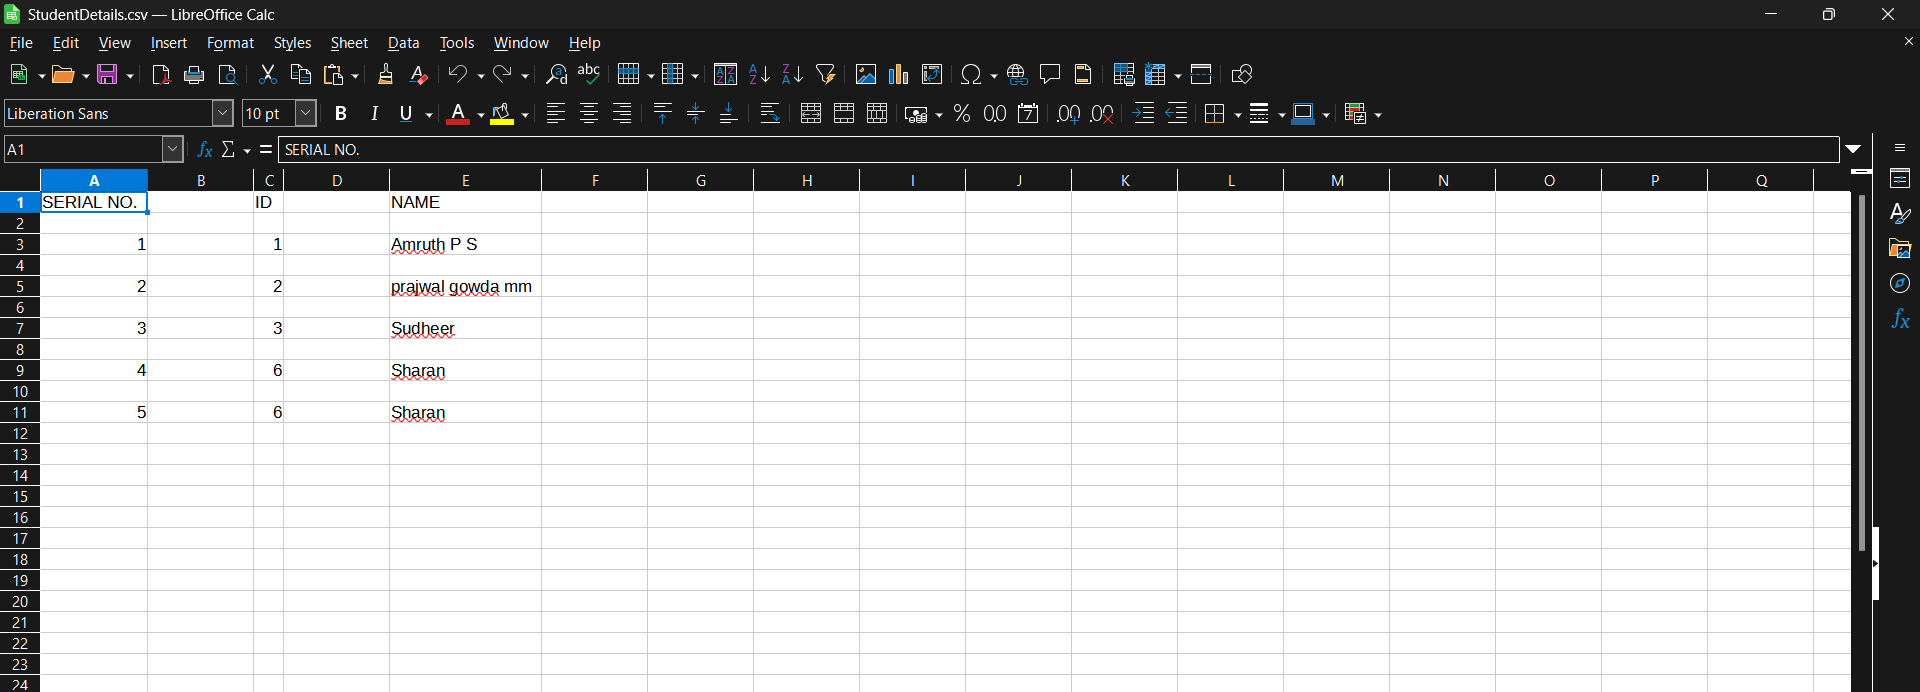 StudentDetails.csv — LibreOffice Calc
File Edit View Insert Format Styles Sheet Data Tools Window Help
Liberation Sans 10 pt B I U A
A1 fx Σ = SERIAL NO.
A B C D E F G H I J K L M N O P Q
1 SERIAL NO. ID NAME
2
3 1 1 Amruth P S
4
5 2 2 prajwal gowda mm
6
7 3 3 Sudheer
8
9 4 6 Sharan
10
11 5 6 Sharan
12
13
14
15
16
17
18
19
20
21
22
23
24